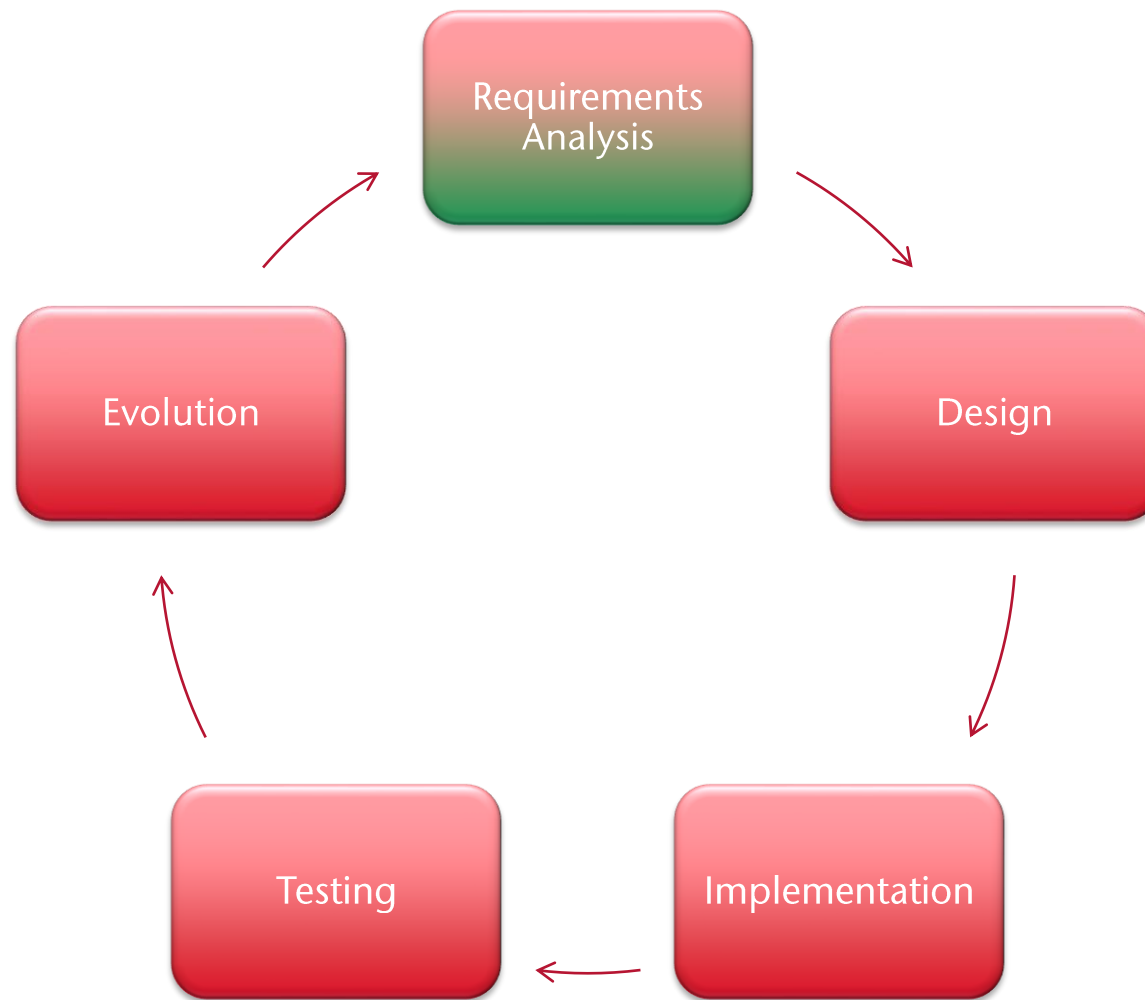 Requirements
Analysis
Evolution
Design
Testing
Implementation